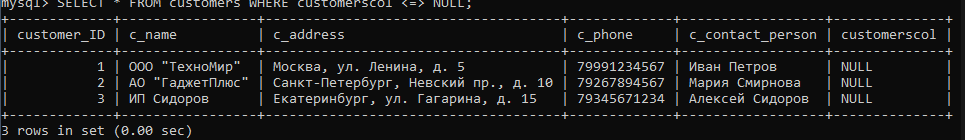 mysql> SELECT * FROM customers WHERE customerscol <=> NULL;
+-------------+------------------+--------------------------------------+-------------+------------------+--------------+
| customer_ID | c_name | c_address | c_phone | c_contact_person | customerscol |
+-------------+------------------+--------------------------------------+-------------+------------------+--------------+
| 1 | ООО "ТехноМир" | Москва, ул. Ленина, д. 5 | 79991234567 | Иван Петров | NULL |
| 2 | АО "ГаджетПлюс" | Санкт-Петербург, Невский пр., д. 10 | 79267894567 | Мария Смирнова | NULL |
| 3 | ИП Сидоров | Екатеринбург, ул. Гагарина, д. 15 | 79345671234 | Алексей Сидоров | NULL |
+-------------+------------------+--------------------------------------+-------------+------------------+--------------+
3 rows in set (0.00 sec)